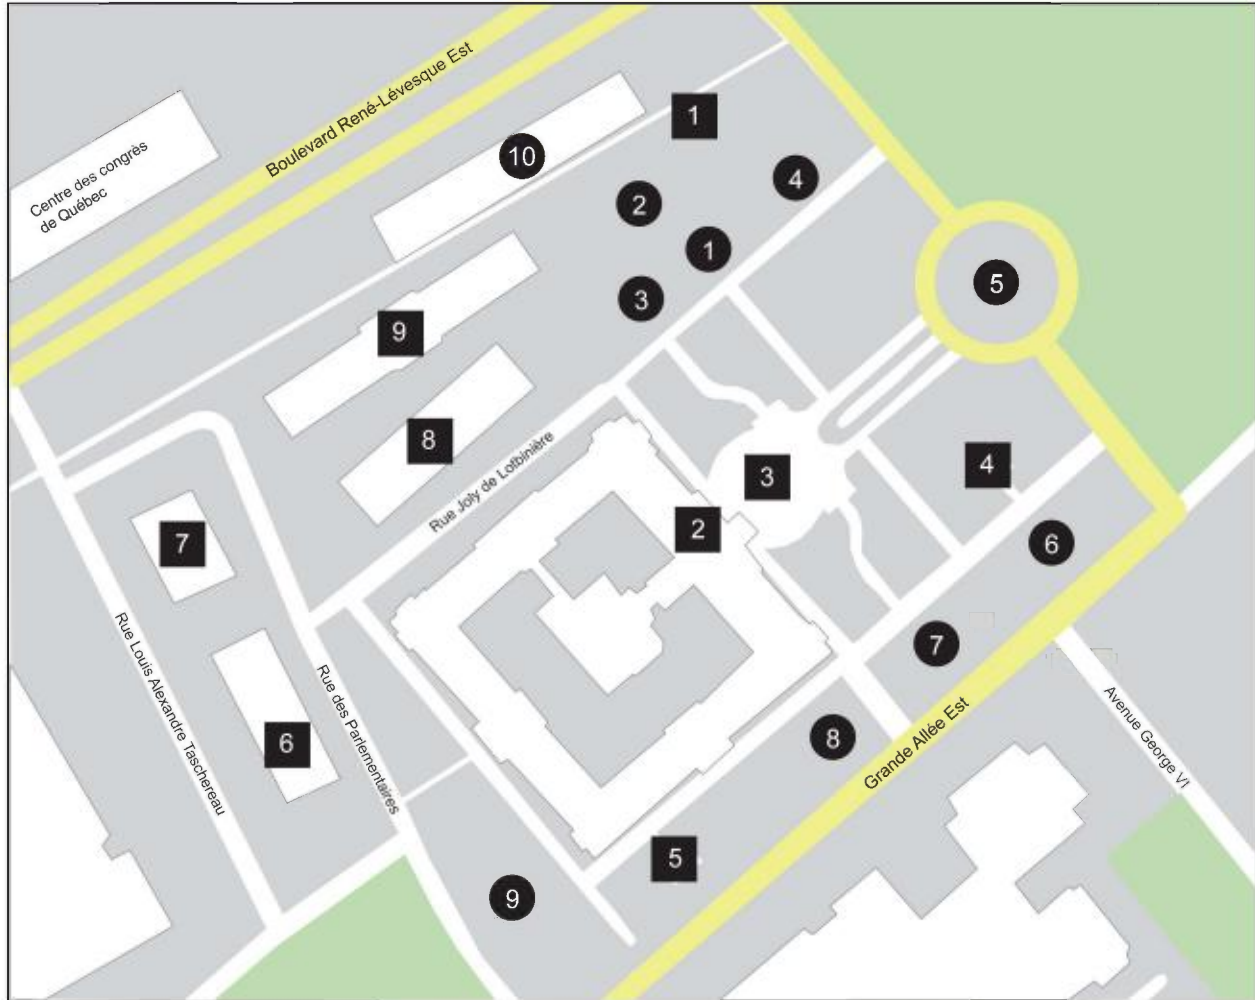 Boulevard René-Lévesque Est
Centre des congrès
de Québec
1
10
4
2
1
3
5
9
8
Rue Joly de Lotbinière
4
3
2
7
6
7
Rue Louis Alexandre Taschereau
Rue des Parlementaires
6
8
Grande Allée Est
Avenue George VI
5
9